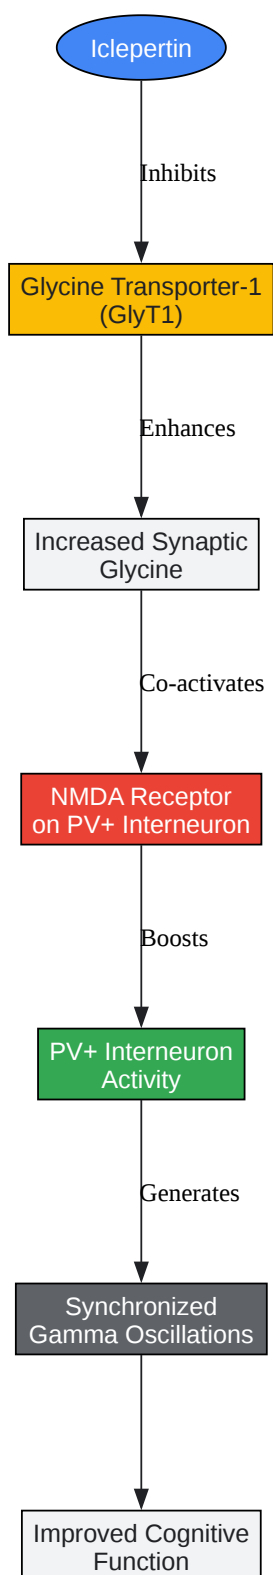 Iclepertin
Inhibits
Glycine Transporter-1
(GlyT1)
Enhances
Increased Synaptic
Glycine
Co-activates
NMDA Receptor
on PV+ Interneuron
Boosts
PV+ Interneuron
Activity
Generates
Synchronized
Gamma Oscillations
Improved Cognitive
Function